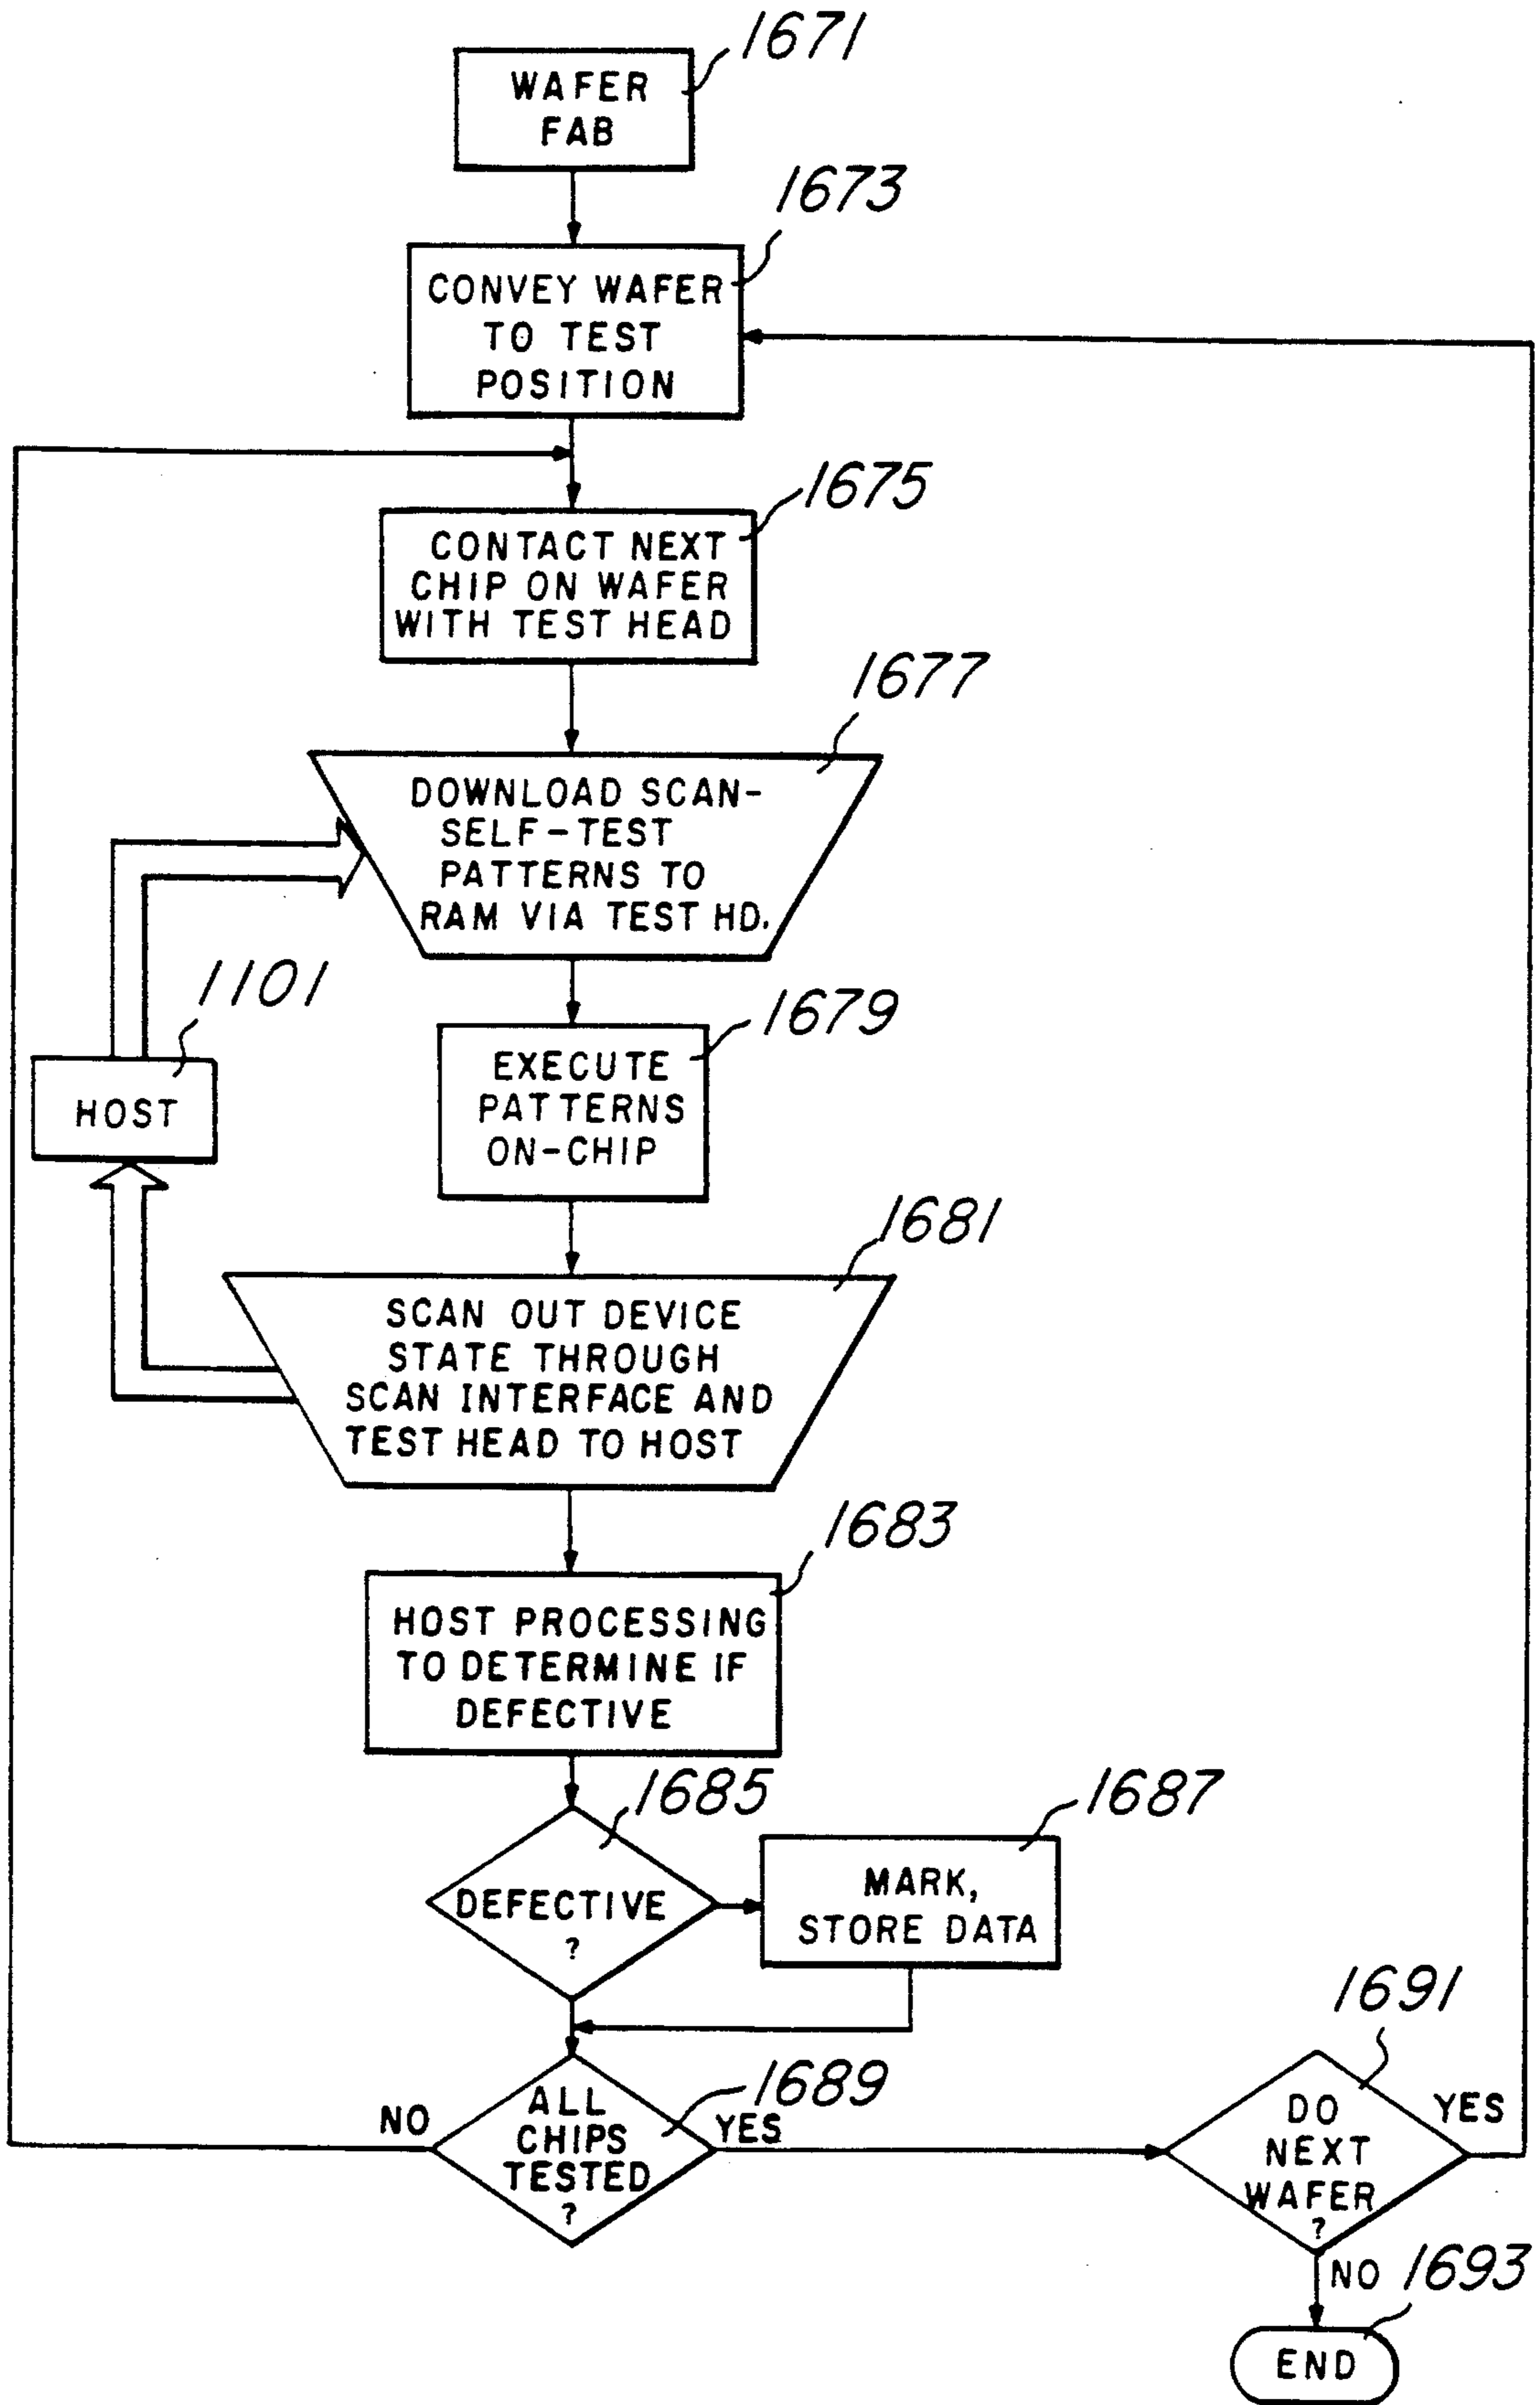 1671
WAFER
FAB
1673
CONVEY WAFER
TO TEST
POSITION
1675
CONTACT NEXT
CHIP ON WAFER
WITH TEST HEAD
1677
DOWNLOAD SCAN-
SELF-TEST
PATTERNS TO
RAM VIA TEST HD.
1101
HOST
1679
EXECUTE
PATTERNS
ON-CHIP
1681
SCAN OUT DEVICE
STATE THROUGH
SCAN INTERFACE AND
TEST HEAD TO HOST
1683
HOST PROCESSING
TO DETERMINE IF
DEFECTIVE
1685
DEFECTIVE
?
1687
MARK,
STORE DATA
1689
NO
ALL
CHIPS
TESTED
?
YES
1691
DO
NEXT
WAFER
?
YES
NO
1693
END